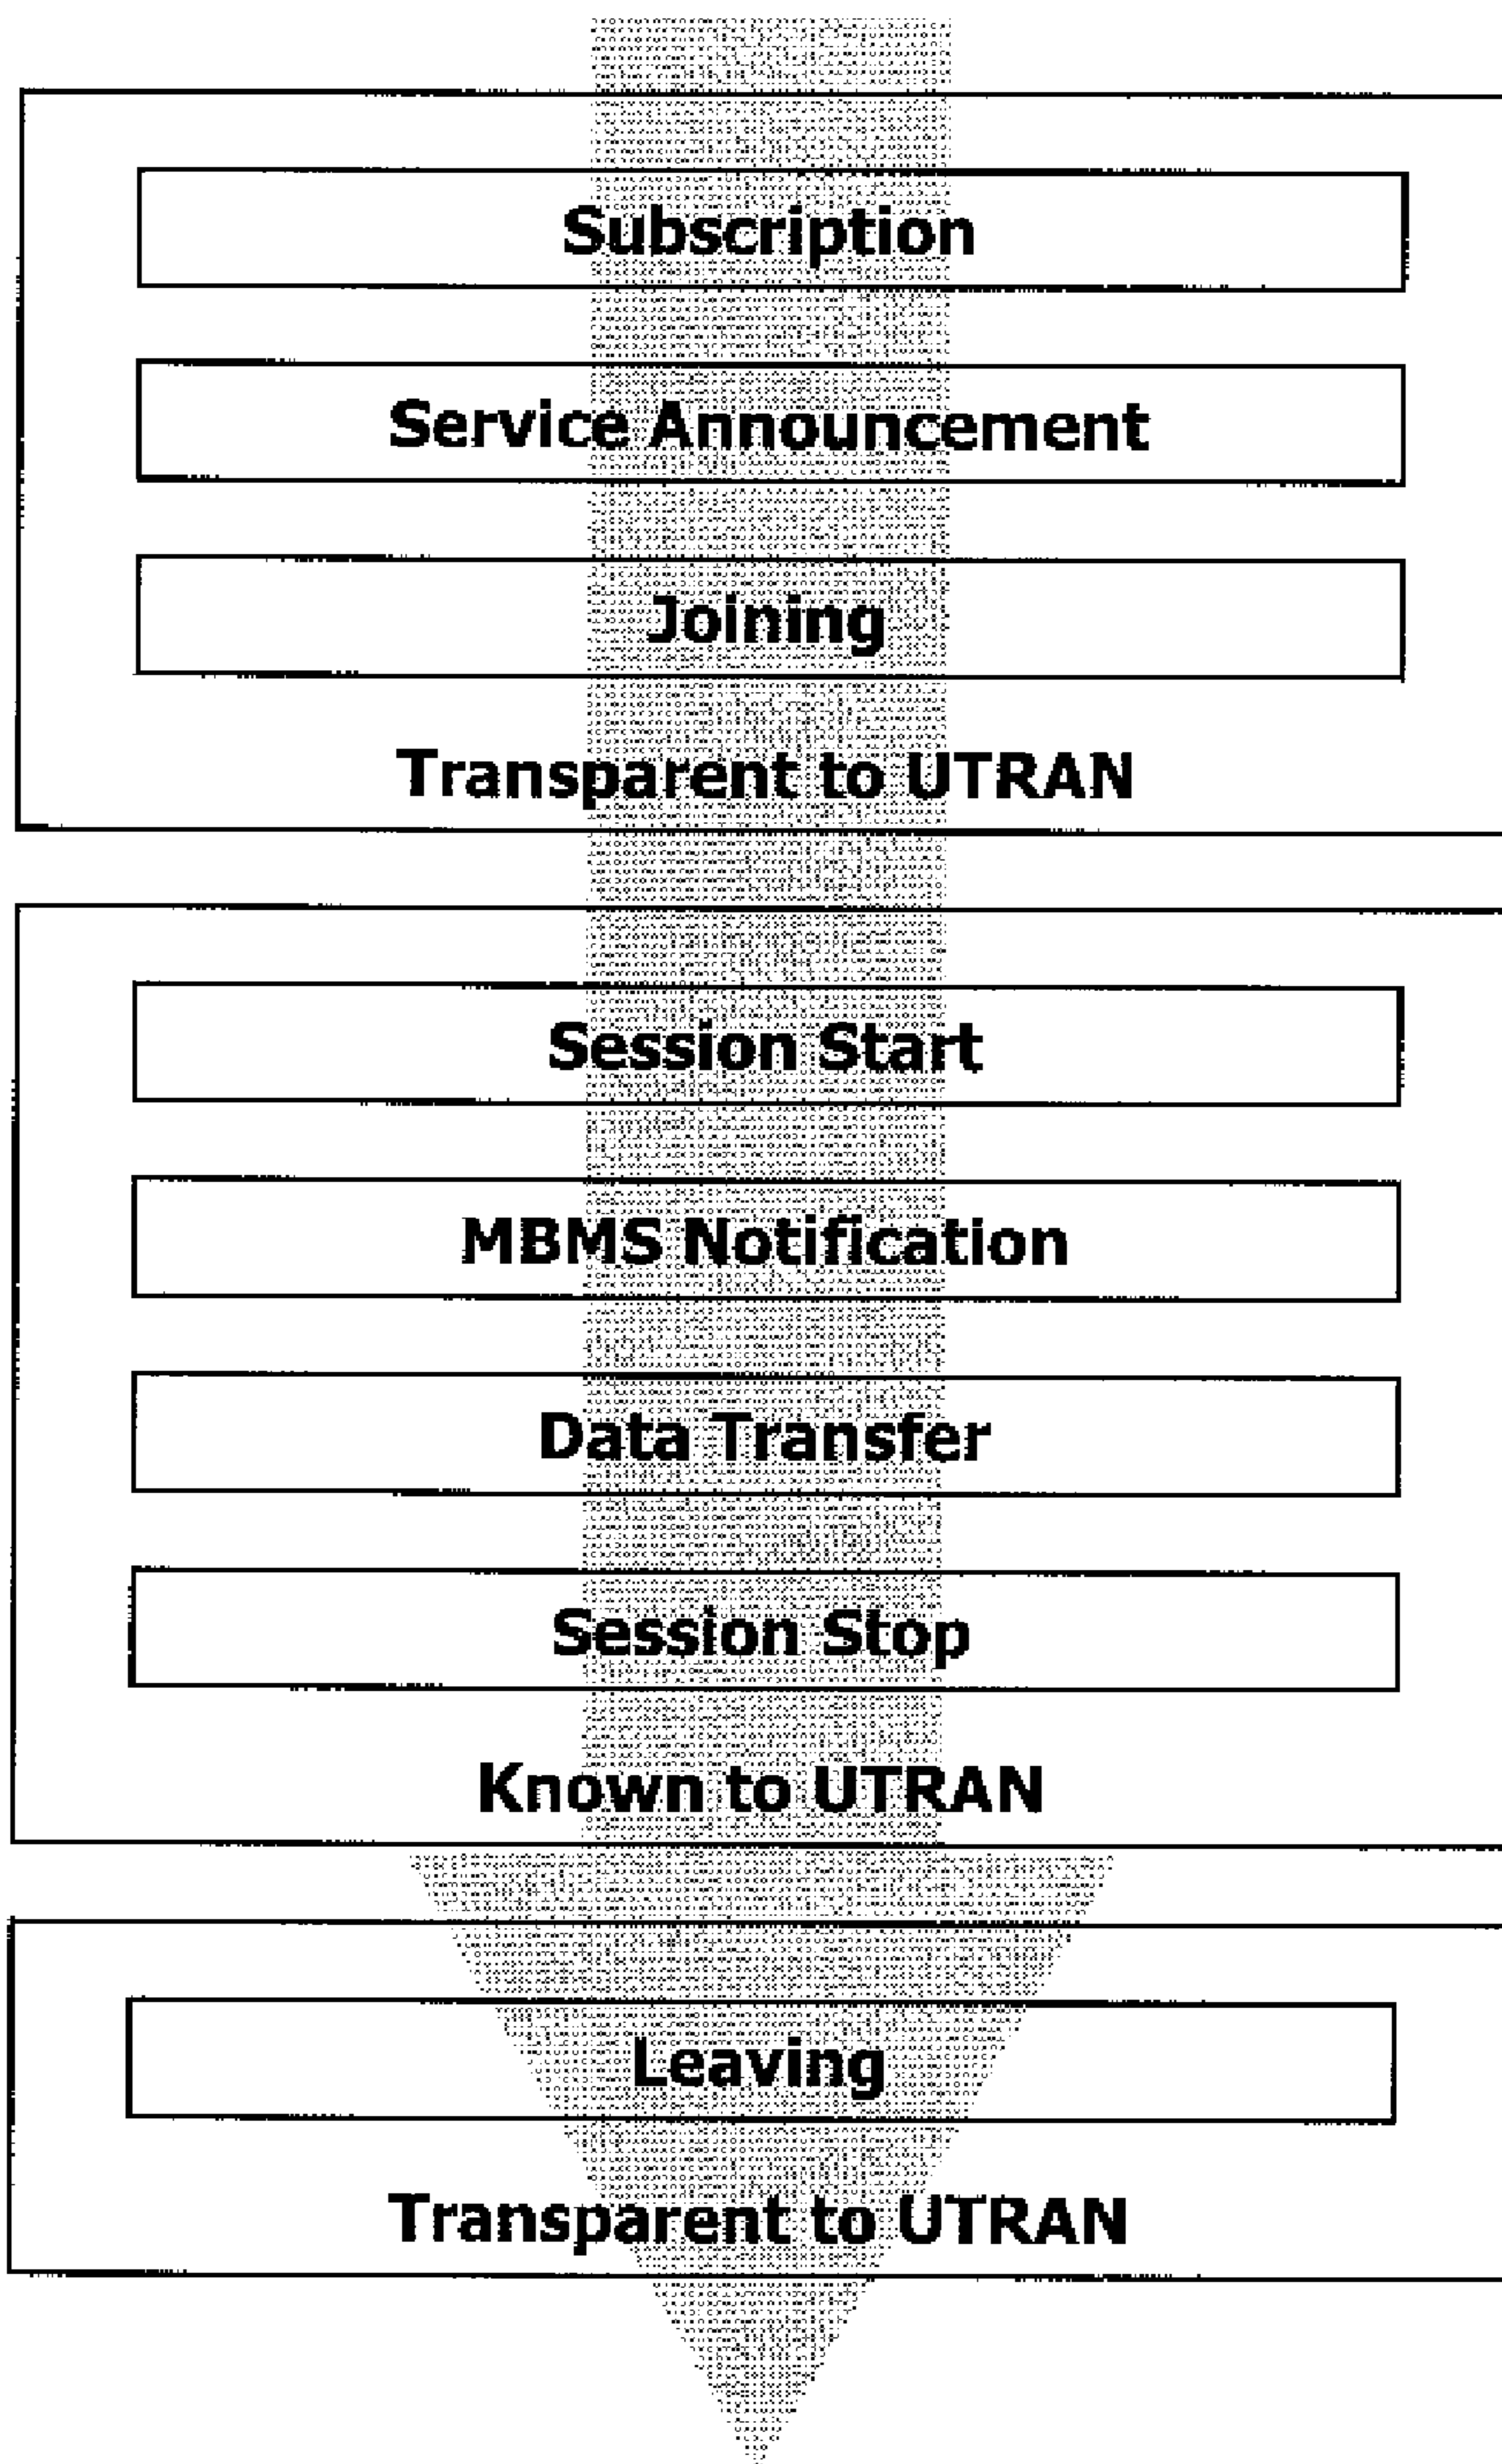 Subscription
Service Announcement
Joining
Transparent to UTRAN
Session Start
MBMS Notification
Data Transfer
Session Stop
Known to UTRAN
Leaving
Transparent to UTRAN